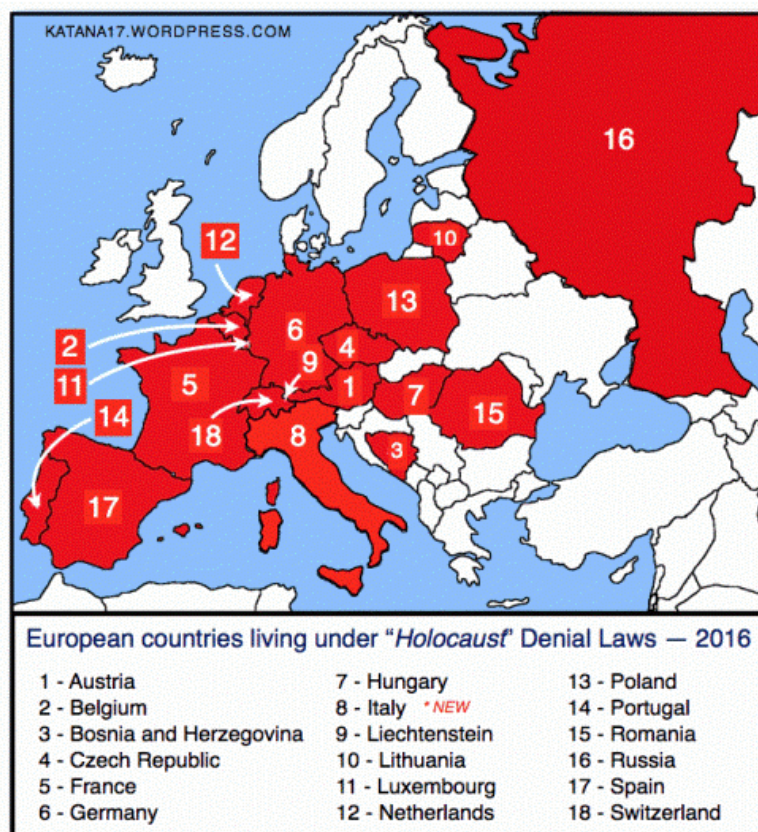 KATANA17.WORDPRESS.COM
16
12
10
13
6
2
4
9
11
5
1
7
14
15
18
8
3
17
European countries living under “Holocaust” Denial Laws — 2016
1 - Austria
2 - Belgium
3 - Bosnia and Herzegovina
4 - Czech Republic
5 - France
6 - Germany
7 - Hungary
8 - Italy * NEW
9 - Liechtenstein
10 - Lithuania
11 - Luxembourg
12 - Netherlands
13 - Poland
14 - Portugal
15 - Romania
16 - Russia
17 - Spain
18 - Switzerland